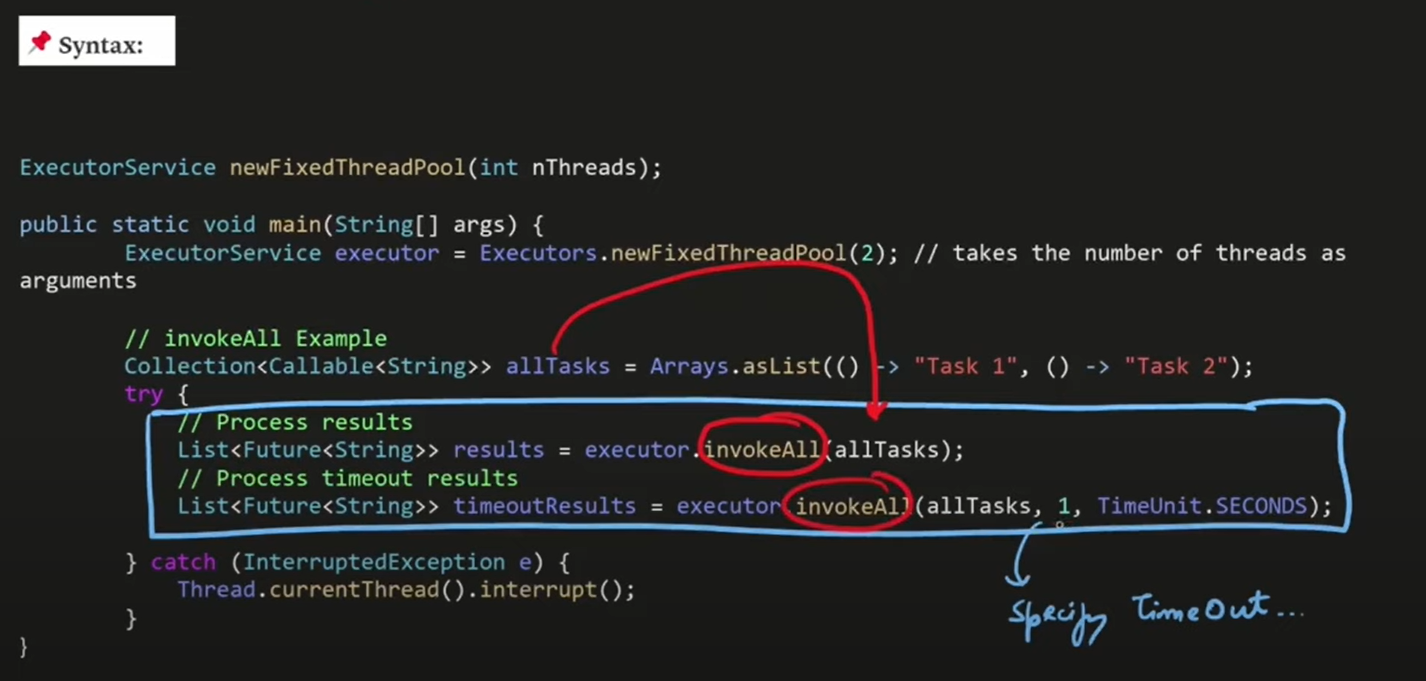 Syntax:
ExecutorService newFixedThreadPool(int nThreads);
public static void main(String[] args) {
ExecutorService executor = Executors.newFixedThreadPool(2); // takes the number of threads as
arguments
// invokeAll Example
Collection<Callable<String>> allTasks = Arrays.asList(() -> "Task 1", () -> "Task 2");
try {
// Process results
List<Future<String>> results = executor.invokeAll(allTasks);
// Process timeout results
List<Future<String>> timeoutResults = executor.invokeAll(allTasks, 1, TimeUnit.SECONDS);
} catch (InterruptedException e) {
Thread.currentThread().interrupt();
}
Specify TimeOut...
}